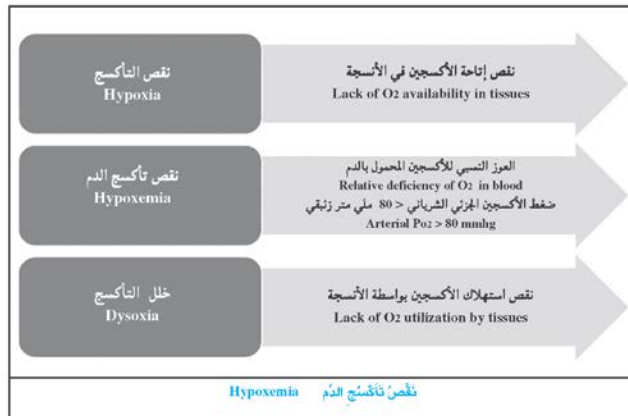 نقص التأكسج
Hypoxia
نقص إتاحة الأكسجين في الأنسجة
Lack of O2 availability in tissues
نقص تأكسج الدم
Hypoxemia
العوز النسبي للأكسجين المحمول بالدم
Relative deficiency of O2 in blood
ضغط الأكسجين الجزئي الشرياني < 80 ملي متر زئبقي
Arterial Po2 > 80 mmhg
خلل التأكسج
Dysoxia
نقص استهلاك الأكسجين بواسطة الأنسجة
Lack of O2 utilization by tissues
نَقْصُ تَأَكْسُجِ الدَّم Hypoxemia